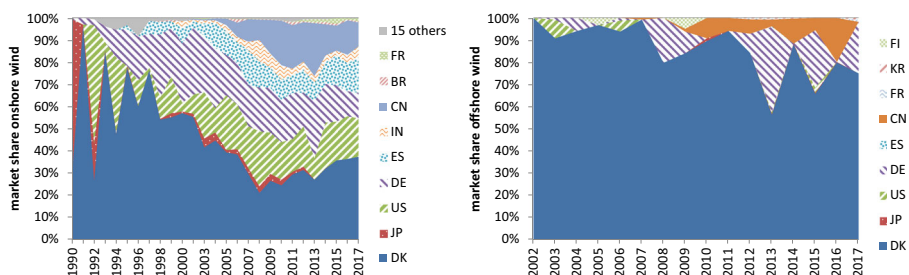 market share onshore wind
100%
90%
80%
70%
60%
50%
40%
30%
20%
10%
0%
1990
1992
1994
1996
1998
2000
2002
2003
2005
2007
2009
2011
2013
2015
2017
15 others
FR
BR
CN
IN
ES
DE
US
JP
DK
market share offshore wind
100%
90%
80%
70%
60%
50%
40%
30%
20%
10%
0%
2002
2003
2004
2005
2006
2007
2008
2009
2010
2011
2012
2013
2014
2015
2016
2017
FI
KR
FR
CN
ES
DE
US
JP
DK